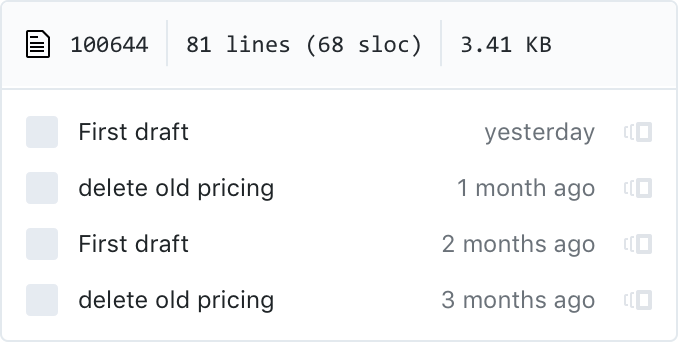 100644 81 lines (68 sloc) 3.41 KB
First draft yesterday
delete old pricing 1 month ago
First draft 2 months ago
delete old pricing 3 months ago